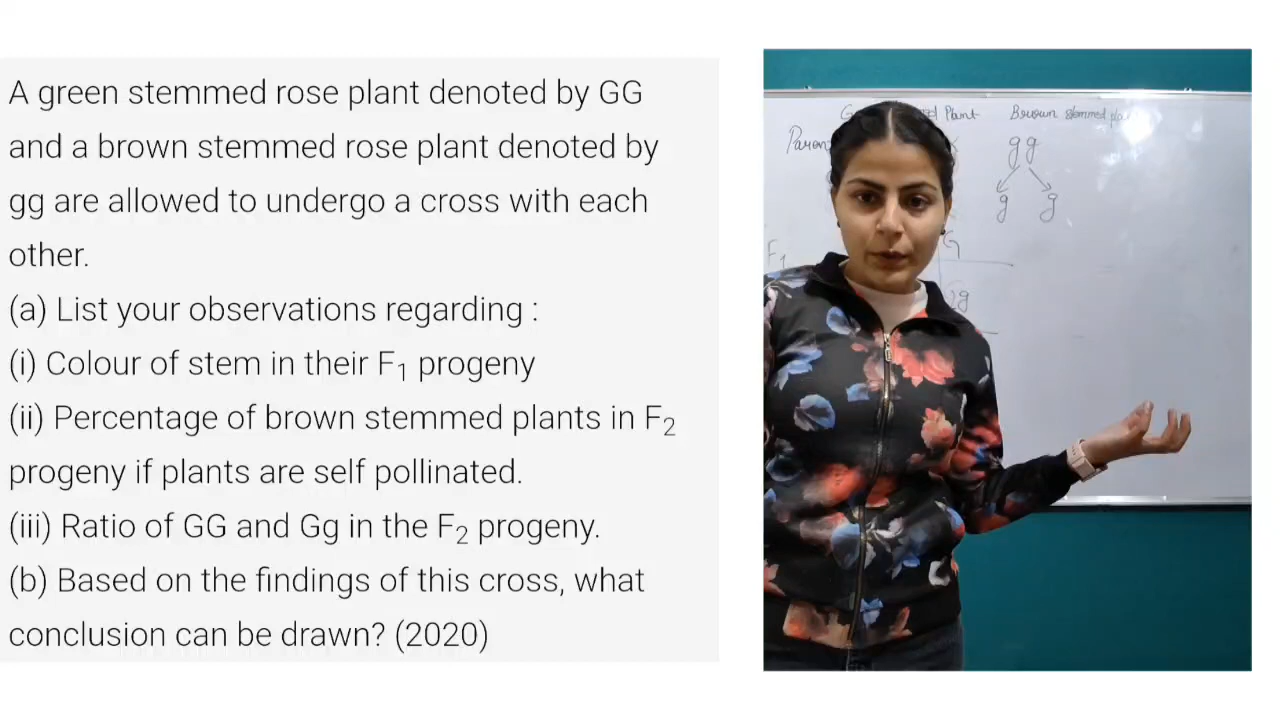 A green stemmed rose plant denoted by GG
and a brown stemmed rose plant denoted by
gg are allowed to undergo a cross with each
other.
(a) List your observations regarding :
(i) Colour of stem in their F₁ progeny
(ii) Percentage of brown stemmed plants in F₂
progeny if plants are self pollinated.
(iii) Ratio of GG and Gg in the F₂ progeny.
(b) Based on the findings of this cross, what
conclusion can be drawn? (2020)
Plant Brown stemmed
gg
g g
G
F₁